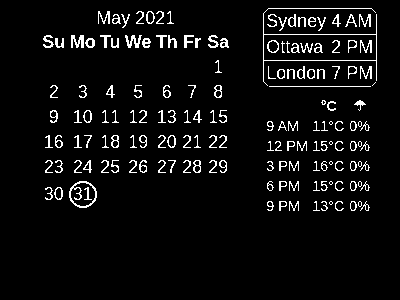 May 2021
Su Mo Tu We Th Fr Sa
1
2 3 4 5 6 7 8
9 10 11 12 13 14 15
16 17 18 19 20 21 22
23 24 25 26 27 28 29
30 31
Sydney 4 AM
Ottawa 2 PM
London 7 PM
°C ☂
9 AM 11°C 0%
12 PM 15°C 0%
3 PM 16°C 0%
6 PM 15°C 0%
9 PM 13°C 0%